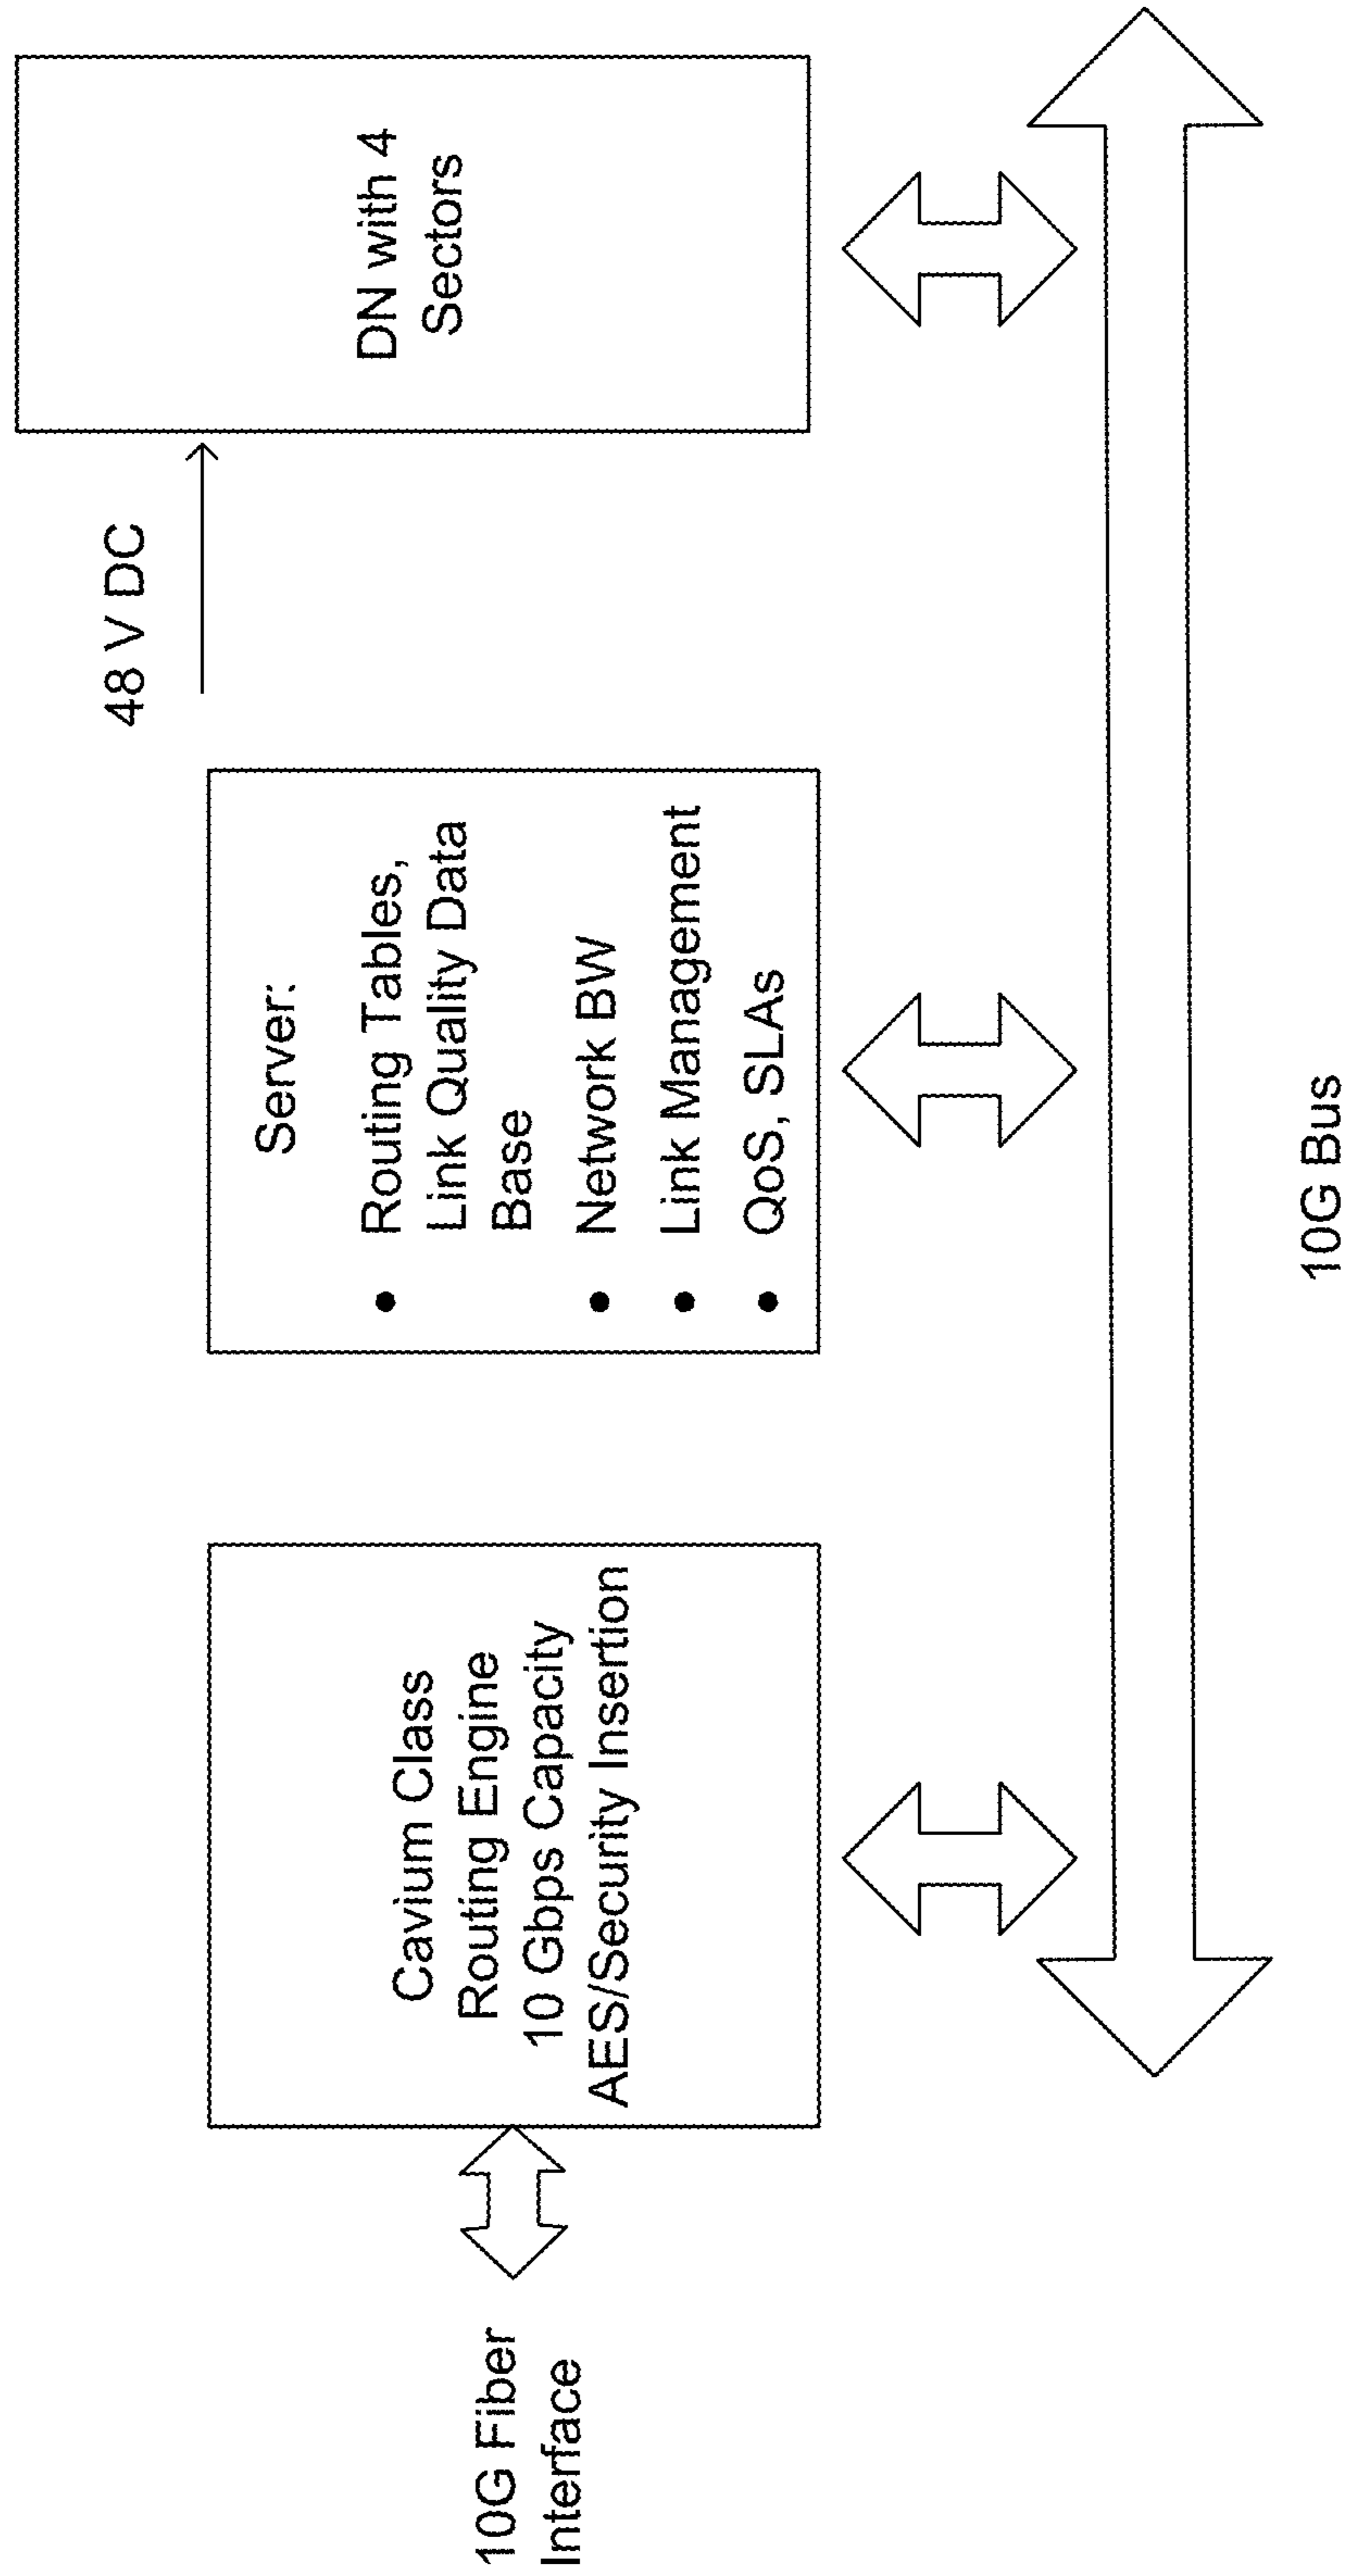 10G Fiber
Interface
Cavium Class
Routing Engine
10 Gbps Capacity
AES/Security Insertion
Server:
• Routing Tables,
Link Quality Data
Base
• Network BW
• Link Management
• QoS, SLAs
48 V DC
DN with 4
Sectors
10G Bus